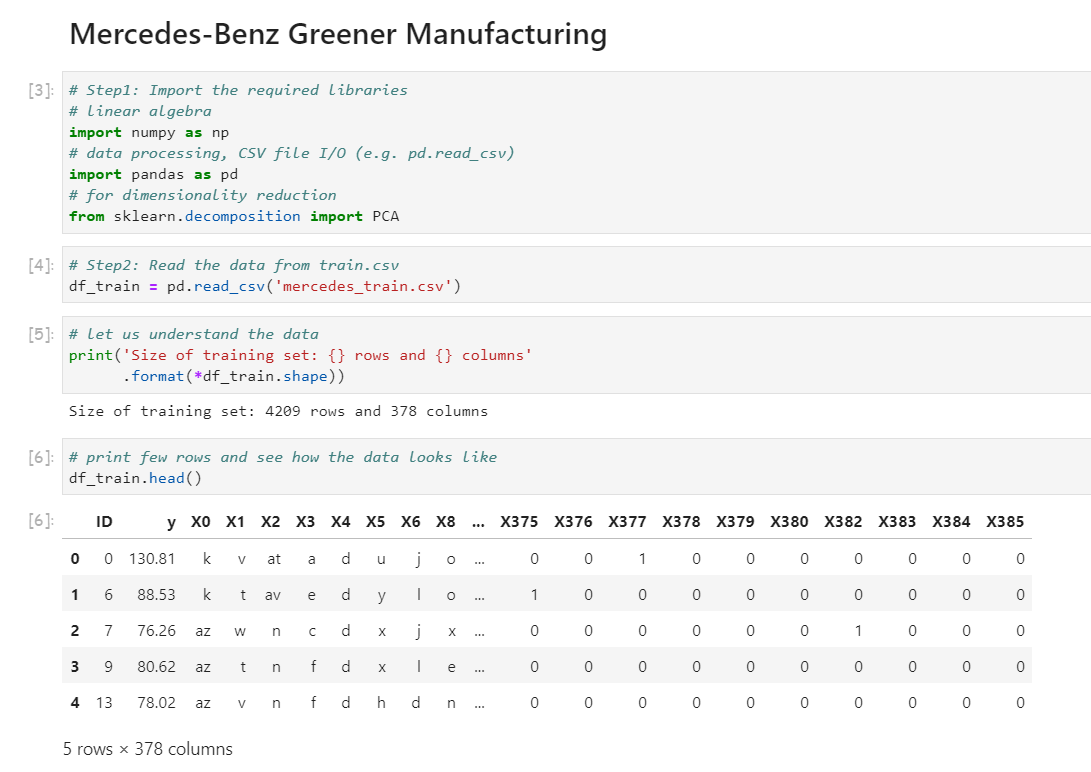 Mercedes-Benz Greener Manufacturing
[3]:
# Step1: Import the required libraries
# linear algebra
import numpy as np
# data processing, CSV file I/O (e.g. pd.read_csv)
import pandas as pd
# for dimensionality reduction
from sklearn.decomposition import PCA
[4]:
# Step2: Read the data from train.csv
df_train = pd.read_csv('mercedes_train.csv')
[5]:
# let us understand the data
print('Size of training set: {} rows and {} columns'
      .format(*df_train.shape))
Size of training set: 4209 rows and 378 columns
[6]:
# print few rows and see how the data looks like
df_train.head()
[6]:
ID y X0 X1 X2 X3 X4 X5 X6 X8 ... X375 X376 X377 X378 X379 X380 X382 X383 X384 X385
0 0 130.81 k v at a d u j o ... 0 0 1 0 0 0 0 0 0 0
1 6 88.53 k t av e d y l o ... 1 0 0 0 0 0 0 0 0 0
2 7 76.26 az w n c d x j x ... 0 0 0 0 0 0 1 0 0 0
3 9 80.62 az t n f d x l e ... 0 0 0 0 0 0 0 0 0 0
4 13 78.02 az v n f d h d n ... 0 0 0 0 0 0 0 0 0 0
5 rows × 378 columns